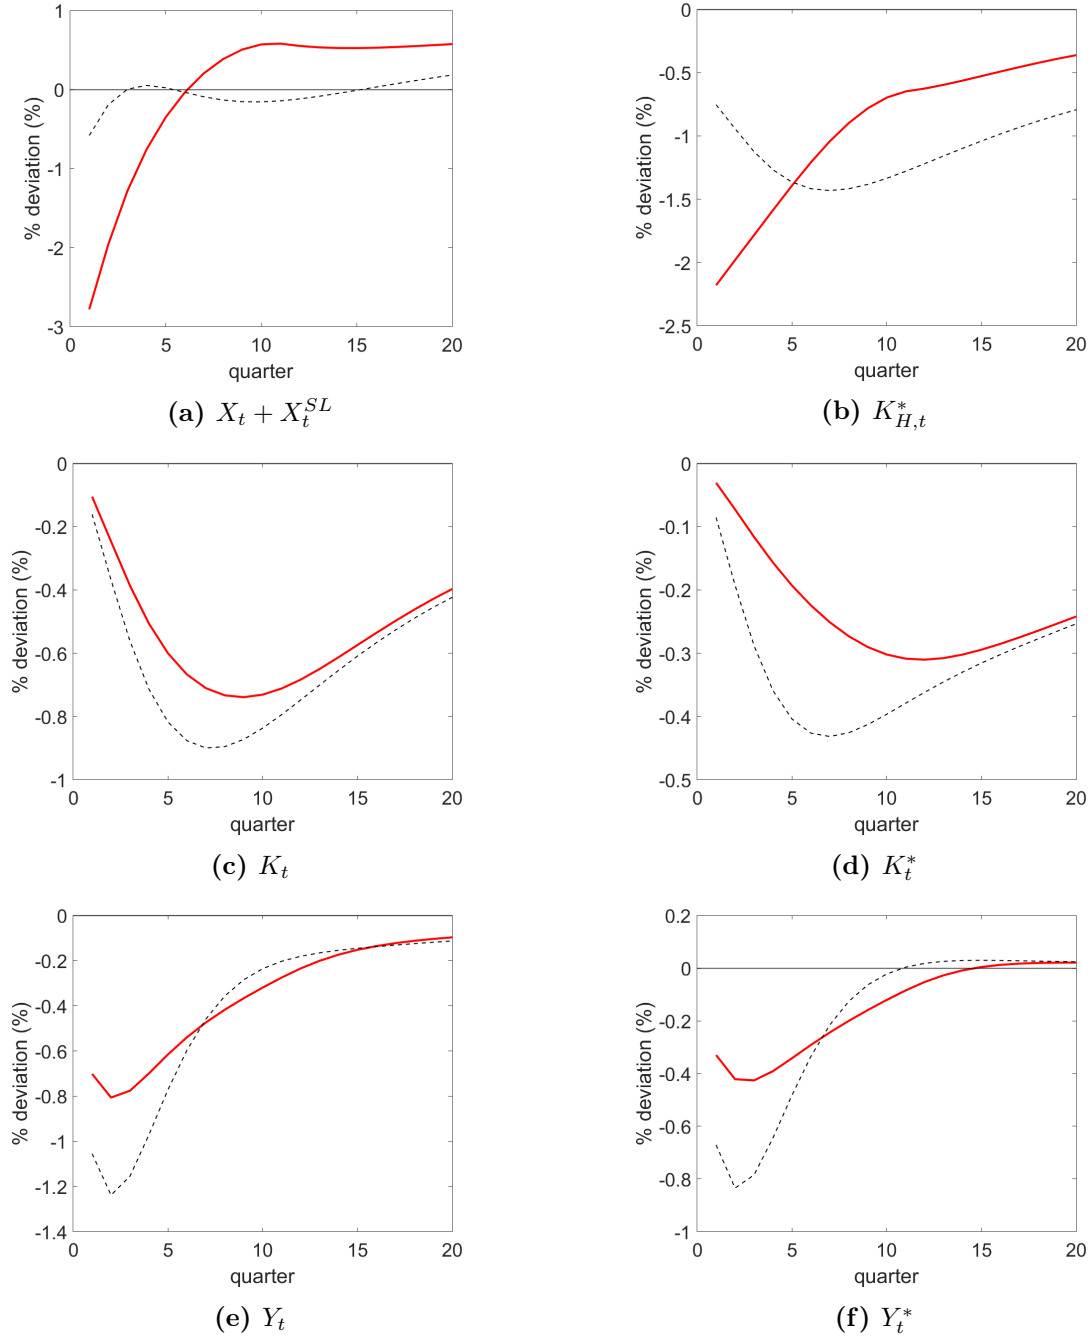 1
0
-1
-2
-3
% deviation (%)
0 5 10 15 20
quarter
(a) X_t + X_t^{SL}
0
-0.5
-1
-1.5
-2
-2.5
% deviation (%)
0 5 10 15 20
quarter
(b) K^*_{H,t}
0
-0.2
-0.4
-0.6
-0.8
-1
% deviation (%)
0 5 10 15 20
quarter
(c) K_t
0
-0.1
-0.2
-0.3
-0.4
-0.5
% deviation (%)
0 5 10 15 20
quarter
(d) K_t^*
0
-0.2
-0.4
-0.6
-0.8
-1
-1.2
-1.4
% deviation (%)
0 5 10 15 20
quarter
(e) Y_t
0.2
0
-0.2
-0.4
-0.6
-0.8
-1
% deviation (%)
0 5 10 15 20
quarter
(f) Y_t^*